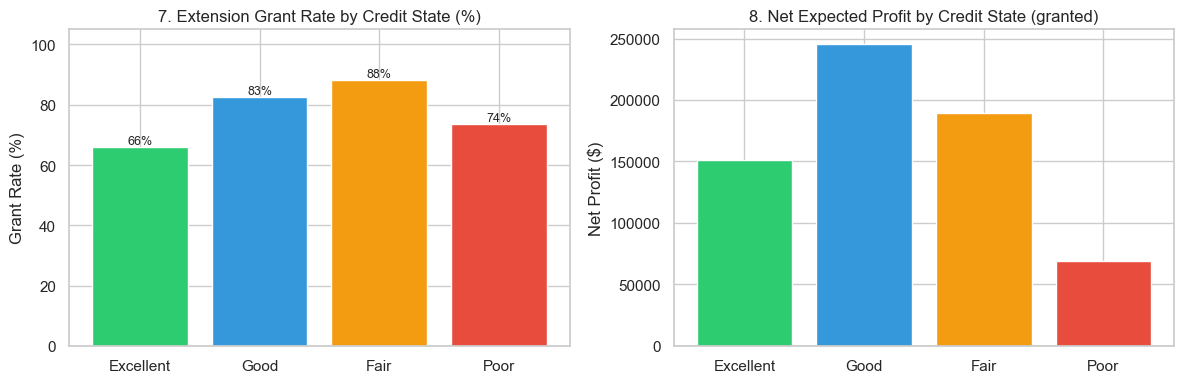 7. Extension Grant Rate by Credit State (%)
100
80
60
40
20
0
Grant Rate (%)
66%
83%
88%
74%
Excellent
Good
Fair
Poor
8. Net Expected Profit by Credit State (granted)
250000
200000
150000
100000
50000
0
Net Profit ($)
Excellent
Good
Fair
Poor